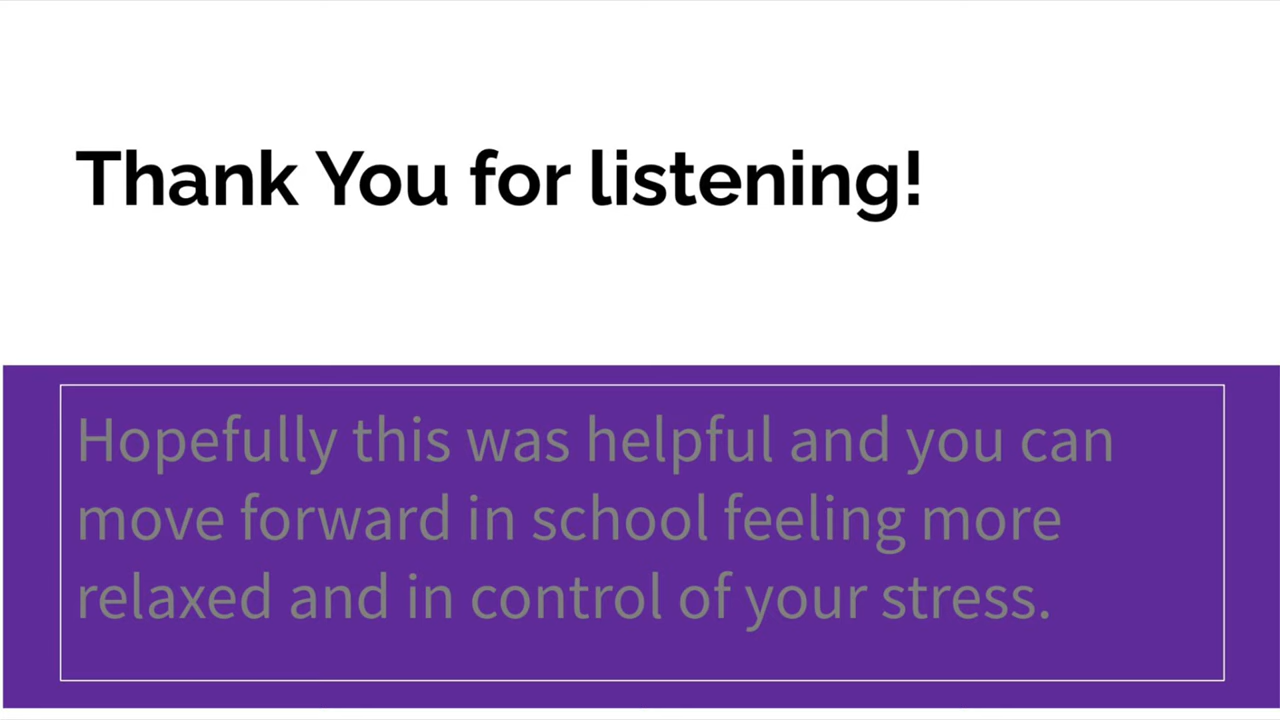 Thank You for listening!
Hopefully this was helpful and you can
move forward in school feeling more
relaxed and in control of your stress.